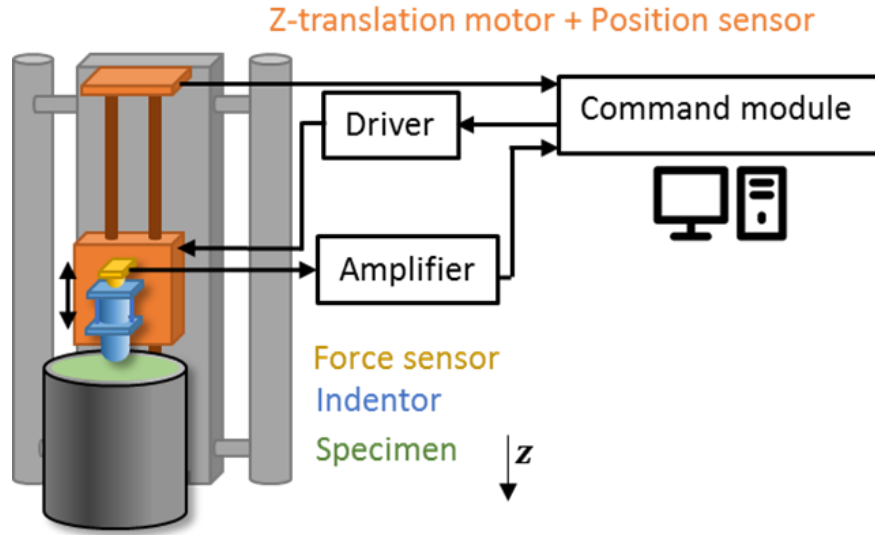 Z-translation motor + Position sensor
Driver
Command module
Amplifier
Force sensor
Indentor
Specimen
z